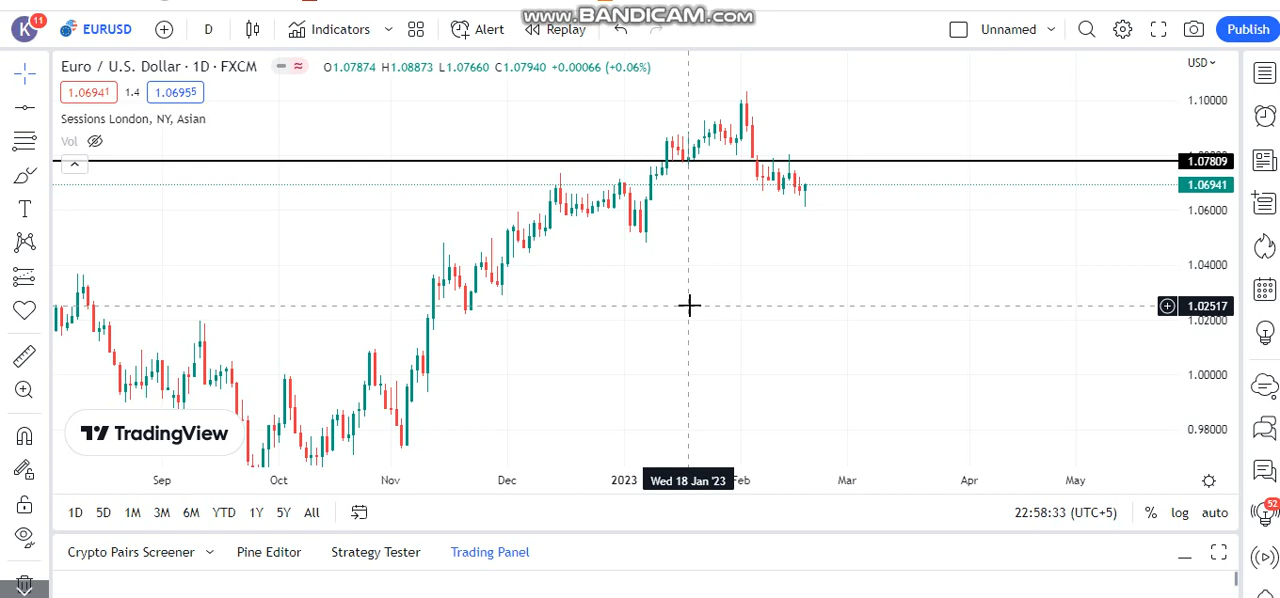 www.BANDICAM.com
K 11 EURUSD D Indicators Alert Replay Unnamed Publish
Euro / U.S. Dollar · 1D · FXCM O1.07874 H1.08873 L1.07660 C1.07940 +0.00066 (+0.06%)
USD
1.06941 1.4 1.06955
1.10000
Sessions London, NY, Asian
Vol
1.07809
1.06941
1.06000
1.04000
1.02517
1.02000
1.00000
0.98000
TradingView
Sep Oct Nov Dec 2023 Wed 18 Jan '23 Feb Mar Apr May
1D 5D 1M 3M 6M YTD 1Y 5Y All 22:58:33 (UTC+5) % log auto
52
Crypto Pairs Screener Pine Editor Strategy Tester Trading Panel